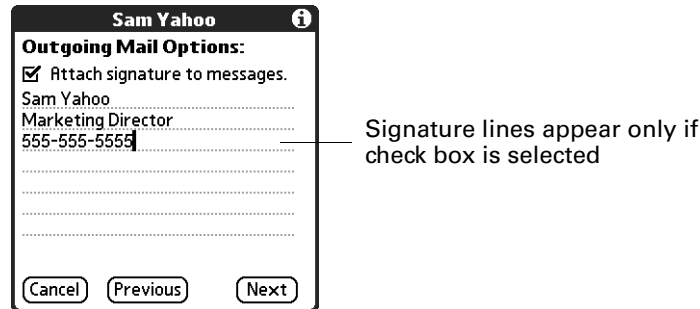 Sam Yahoo
Outgoing Mail Options:
Attach signature to messages.
Sam Yahoo
Marketing Director
555-555-5555
Signature lines appear only if
check box is selected
Cancel Previous Next